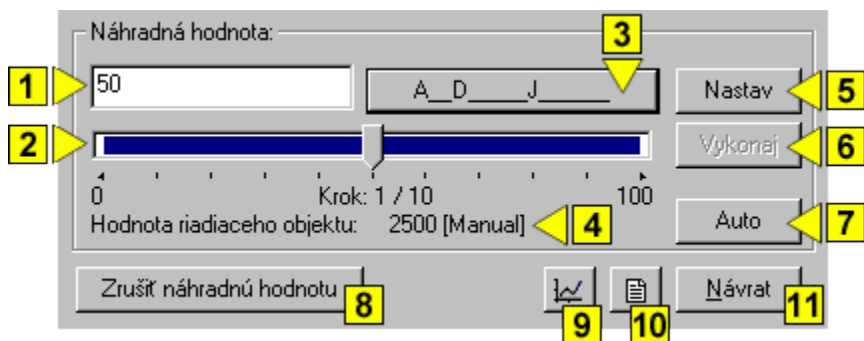 Náhradná hodnota:
3
1
50
A__D_____J______
Nastav
5
2
Vykonaj
6
0
Krok: 1 / 10
100
Hodnota riadiaceho objektu: 2500 [Manual]
4
Auto
7
Zrušiť náhradnú hodnotu
8
9
10
Návrat
11